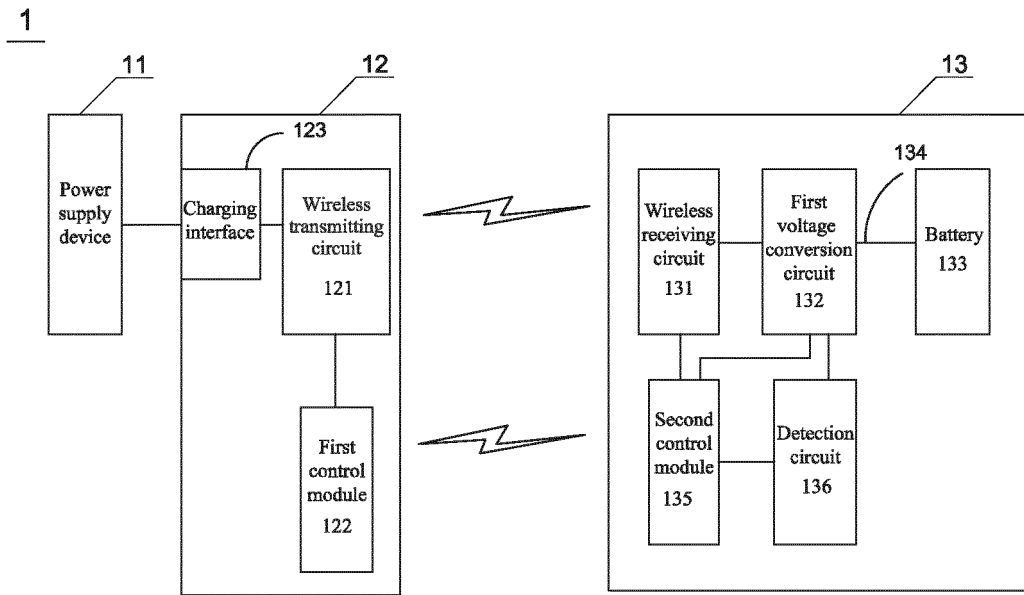 1
11
12
13
123
134
Power
supply
device
Charging
interface
Wireless
transmitting
circuit
121
First
control
module
122
Wireless
receiving
circuit
131
First
voltage
conversion
circuit
132
Battery
133
Second
control
module
135
Detection
circuit
136